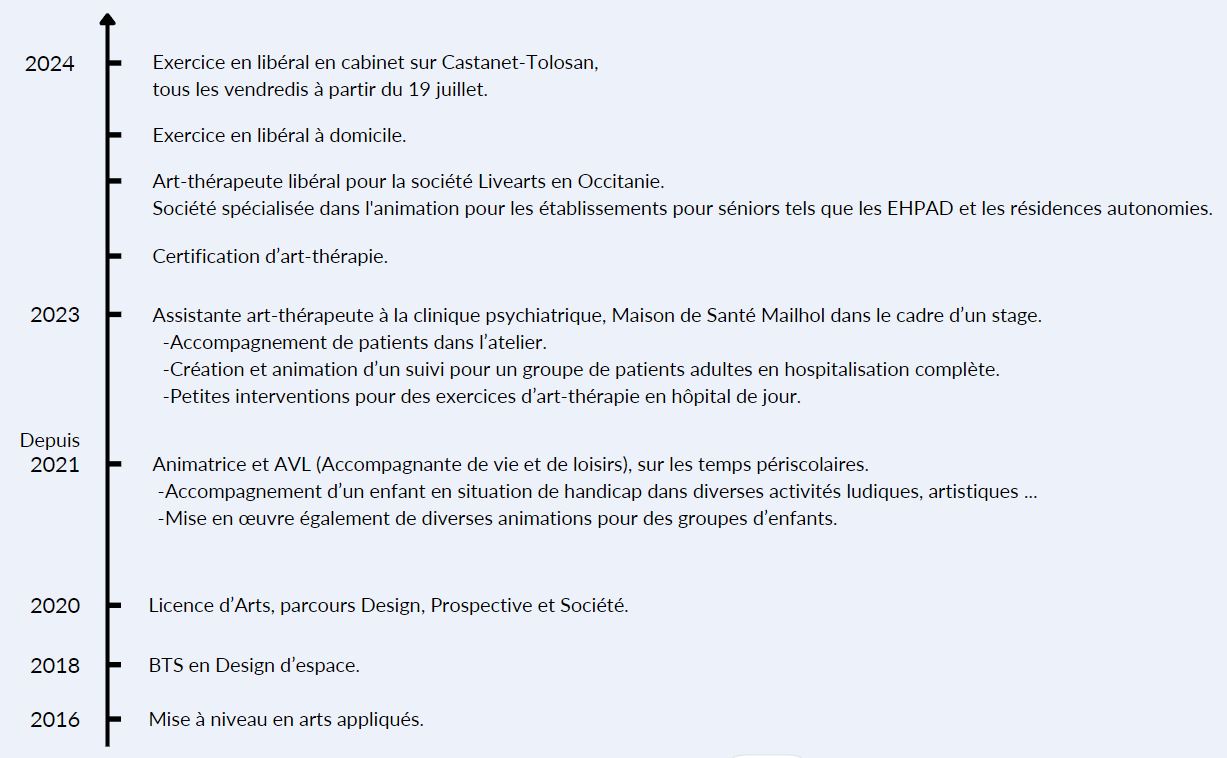 2024
Exercice en libéral en cabinet sur Castanet-Tolosan,
tous les vendredis à partir du 19 juillet.
Exercice en libéral à domicile.
Art-thérapeute libéral pour la société Livearts en Occitanie.
Société spécialisée dans l'animation pour les établissements pour séniors tels que les EHPAD et les résidences autonomies.
Certification d’art-thérapie.
2023
Assistante art-thérapeute à la clinique psychiatrique, Maison de Santé Mailhol dans le cadre d’un stage.
-Accompagnement de patients dans l’atelier.
-Création et animation d’un suivi pour un groupe de patients adultes en hospitalisation complète.
-Petites interventions pour des exercices d’art-thérapie en hôpital de jour.
Depuis
2021
Animatrice et AVL (Accompagnante de vie et de loisirs), sur les temps périscolaires.
-Accompagnement d’un enfant en situation de handicap dans diverses activités ludiques, artistiques ...
-Mise en œuvre également de diverses animations pour des groupes d’enfants.
2020
Licence d’Arts, parcours Design, Prospective et Société.
2018
BTS en Design d’espace.
2016
Mise à niveau en arts appliqués.